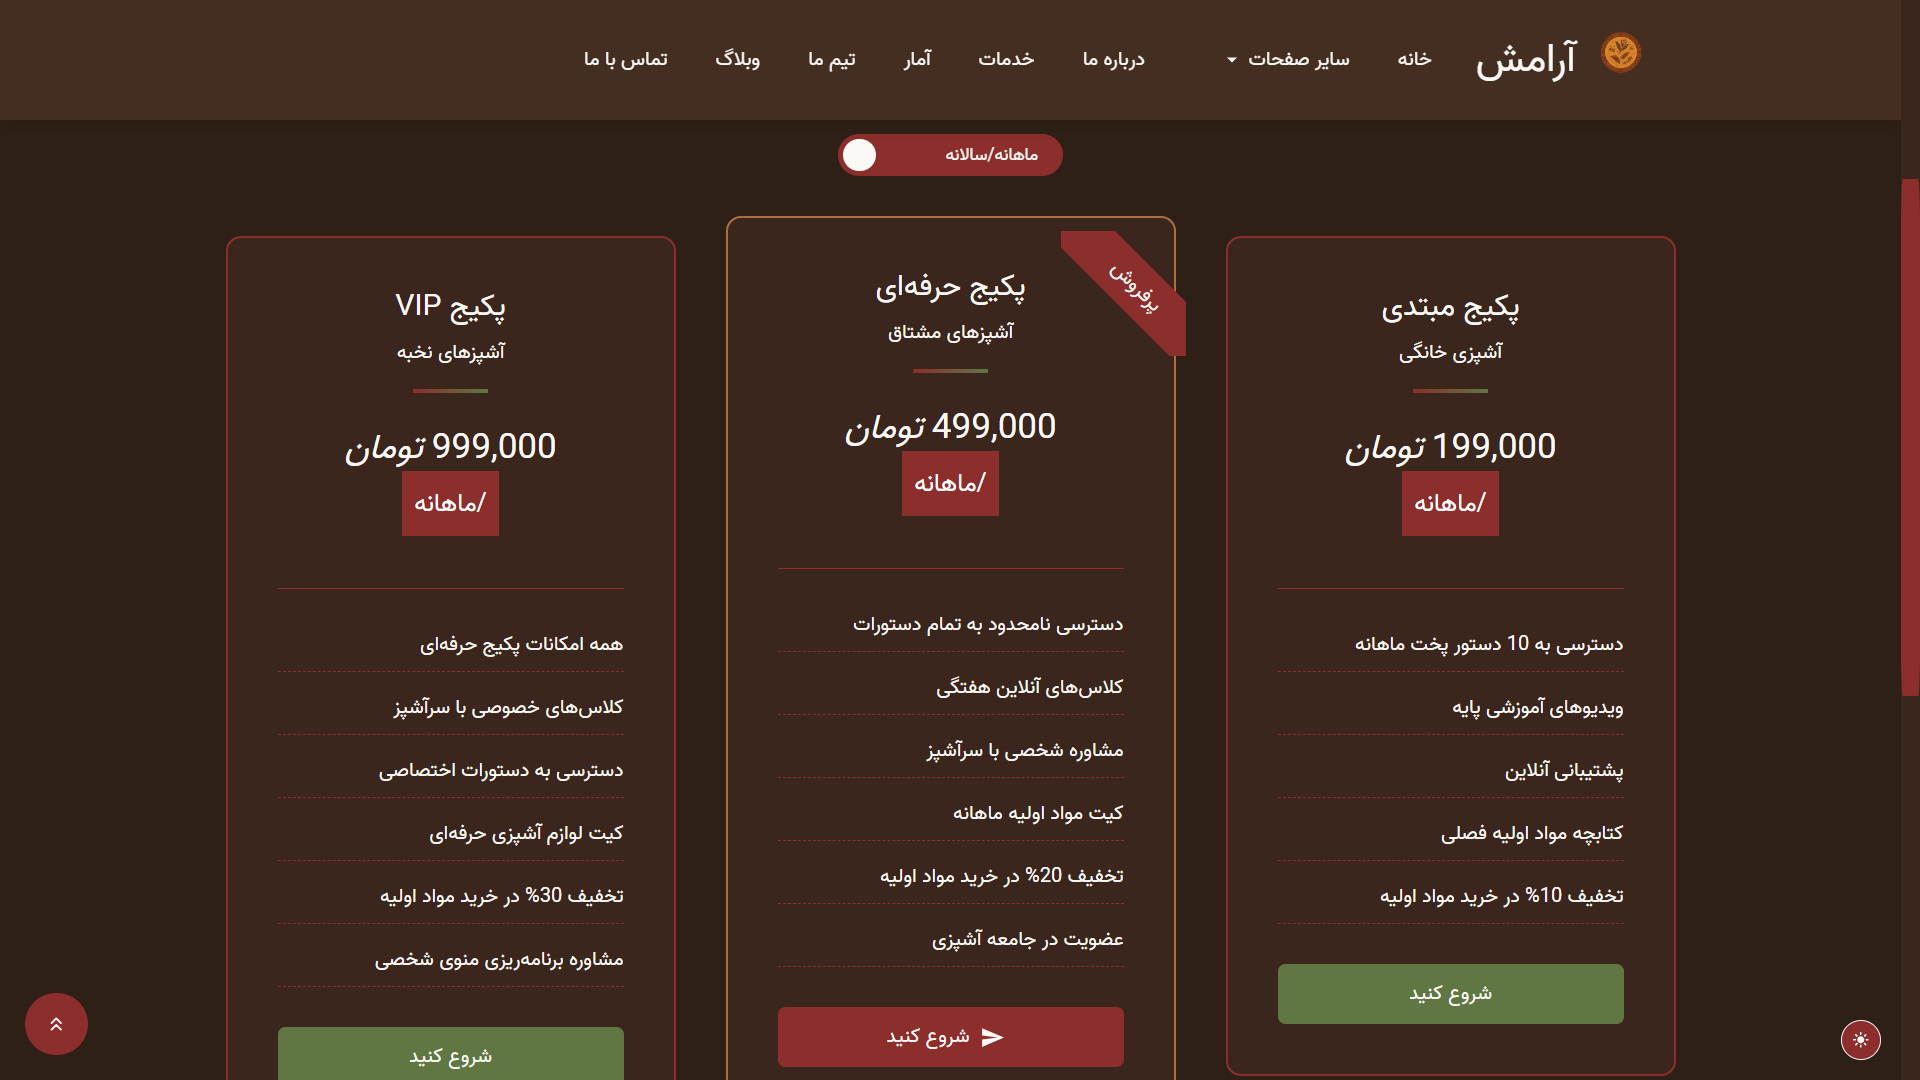 آرامش
خانه
سایر صفحات
درباره ما
خدمات
آمار
تیم ما
وبلاگ
تماس با ما
ماهانه/سالانه
پکیج مبتدی
آشپزی خانگی
199,000 تومان
/ماهانه
دسترسی به 10 دستور پخت ماهانه
ویدیوهای آموزشی پایه
پشتیبانی آنلاین
کتابچه مواد اولیه فصلی
تخفیف 10% در خرید مواد اولیه
شروع کنید
پرفروش
پکیج حرفه‌ای
آشپزهای مشتاق
499,000 تومان
/ماهانه
دسترسی نامحدود به تمام دستورات
کلاس‌های آنلاین هفتگی
مشاوره شخصی با سرآشپز
کیت مواد اولیه ماهانه
تخفیف 20% در خرید مواد اولیه
عضویت در جامعه آشپزی
شروع کنید
پکیج VIP
آشپزهای نخبه
999,000 تومان
/ماهانه
همه امکانات پکیج حرفه‌ای
کلاس‌های خصوصی با سرآشپز
دسترسی به دستورات اختصاصی
کیت لوازم آشپزی حرفه‌ای
تخفیف 30% در خرید مواد اولیه
مشاوره برنامه‌ریزی منوی شخصی
شروع کنید